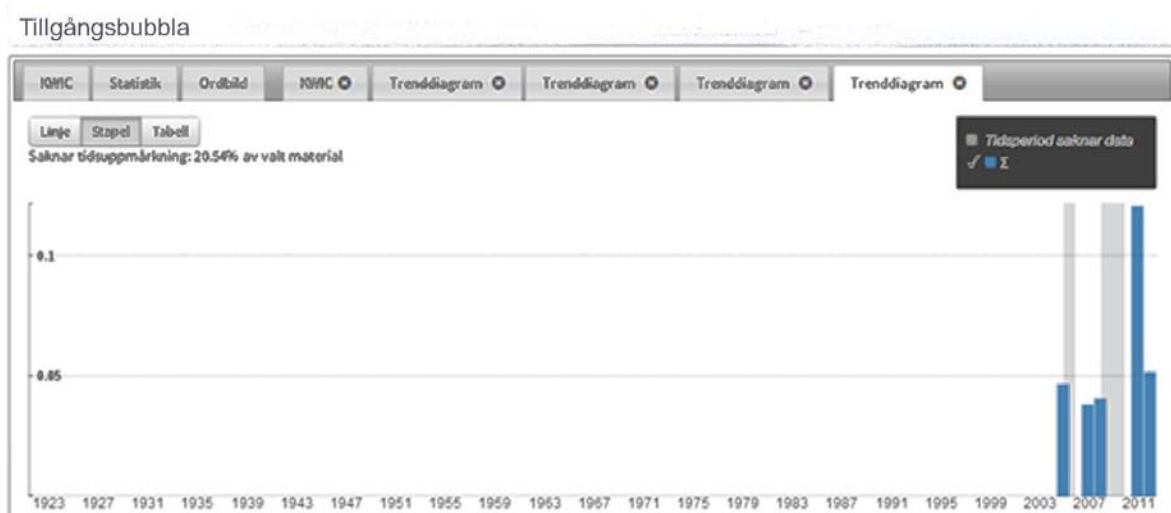 Tillgångsbubbla
KWIC Statistik Ordbild KWIC Trenddiagram Trenddiagram Trenddiagram Trenddiagram
Linje Stapel Tabell
Saknar tidsuppmärkning: 20.54% av valt material
Tidsperiod saknar data
✓ Σ
0.1
0.05
1923 1927 1931 1935 1939 1943 1947 1951 1955 1959 1963 1967 1971 1975 1979 1983 1987 1991 1995 1999 2003 2007 2011